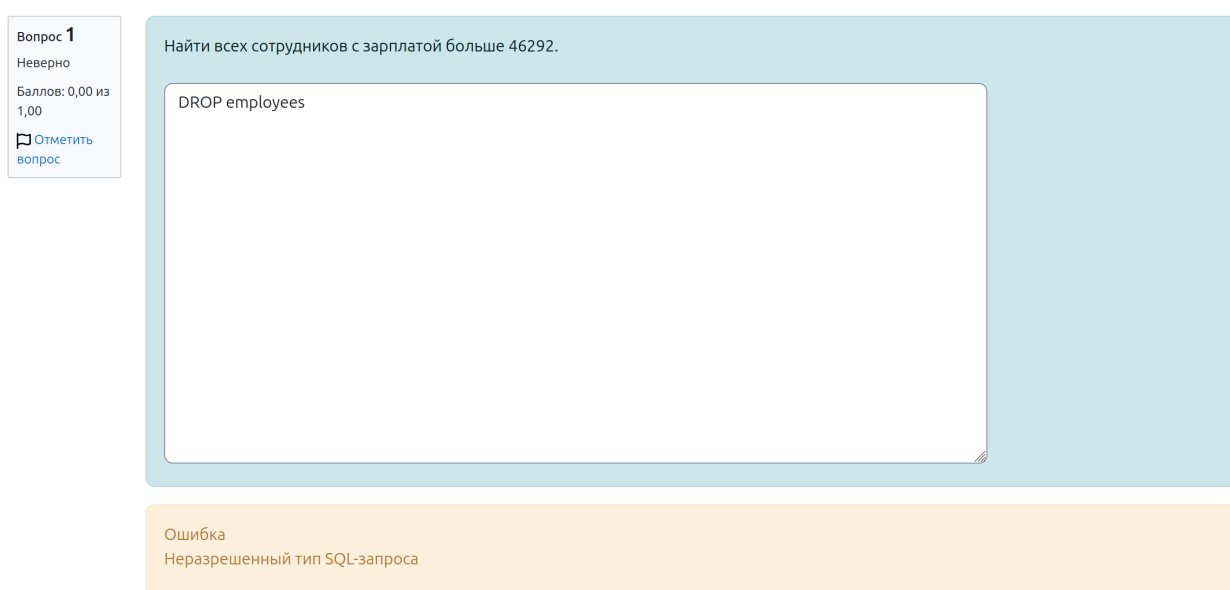 Вопрос 1
Неверно
Баллов: 0,00 из
1,00
Отметить
вопрос
Найти всех сотрудников с зарплатой больше 46292.
DROP employees
Ошибка
Неразрешенный тип SQL-запроса